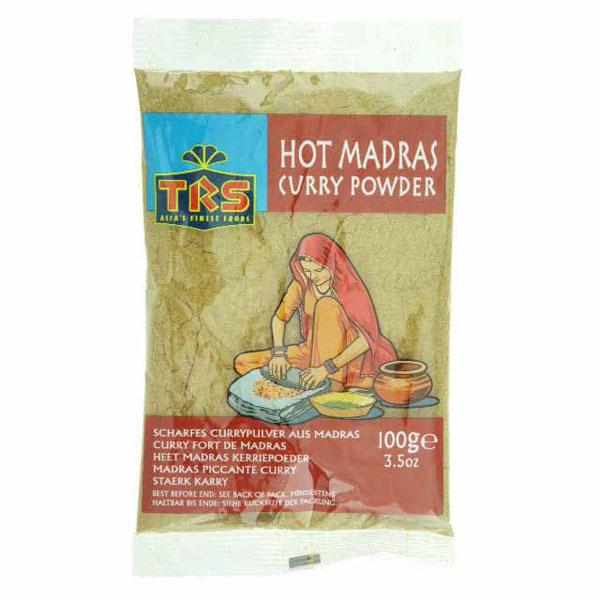 HOT MADRAS
CURRY POWDER
TRS
ASIA'S FINEST FOODS
SCHARFES CURRYPULVER AUS MADRAS
CURRY FORT DE MADRAS
HEET MADRAS KERRIEPOEDER
MADRAS PICCANTE CURRY
STAERK KARRY
100g℮
3.5oz
BEST BEFORE END: SEE BACK OF PACK. MINDESTENS
HALTBAR BIS ENDE: SIEHE RUCKSEITE DER PACKUNG.